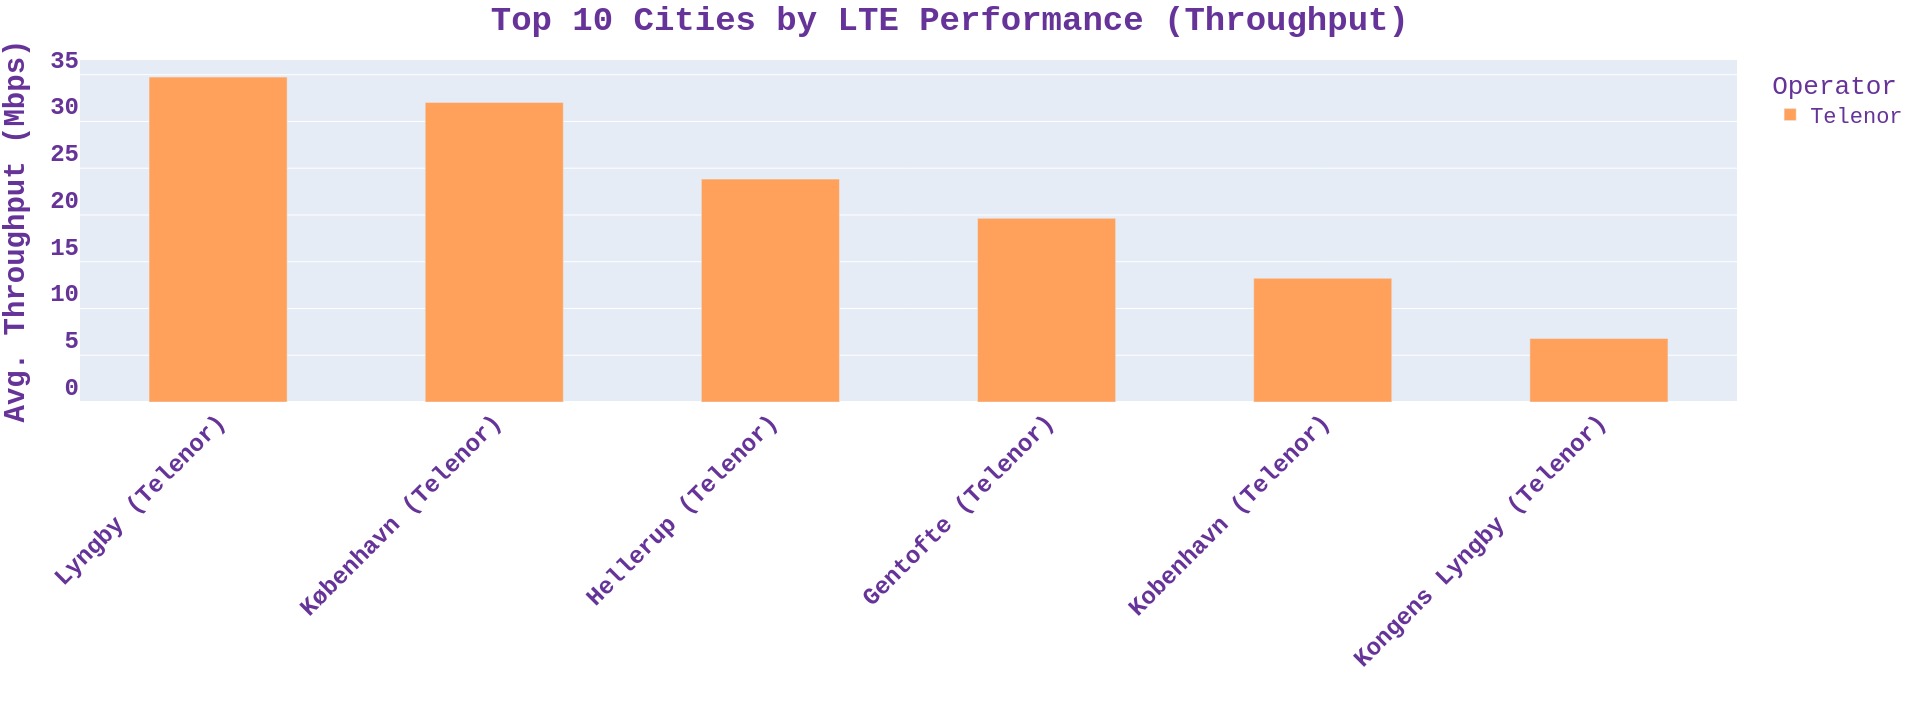 Top 10 Cities by LTE Performance (Throughput)
Avg. Throughput (Mbps)
35
30
25
20
15
10
5
0
Lyngby (Telenor)
København (Telenor)
Hellerup (Telenor)
Gentofte (Telenor)
Kobenhavn (Telenor)
Kongens Lyngby (Telenor)
Operator
Telenor